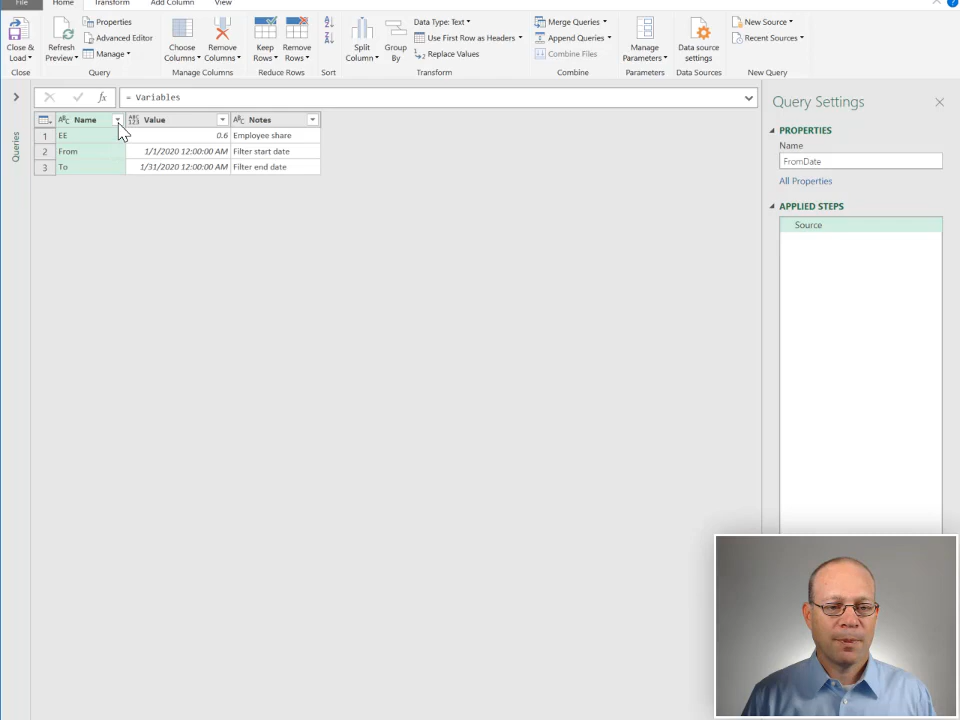 File Home Transform Add Column View
Close & Load
Close
Refresh Preview
Properties
Advanced Editor
Manage
Query
Choose Columns
Remove Columns
Manage Columns
Keep Rows
Remove Rows
Reduce Rows
Sort
Split Column
Group By
Data Type: Text
Use First Row as Headers
Replace Values
Transform
Merge Queries
Append Queries
Combine Files
Combine
Manage Parameters
Parameters
Data source settings
Data Sources
New Source
Recent Sources
New Query
fx = Variables
Queries
ABC Name ABC 123 Value ABC Notes
1 EE 0.6 Employee share
2 From 1/1/2020 12:00:00 AM Filter start date
3 To 1/31/2020 12:00:00 AM Filter end date
Query Settings
PROPERTIES
Name
FromDate
All Properties
APPLIED STEPS
Source